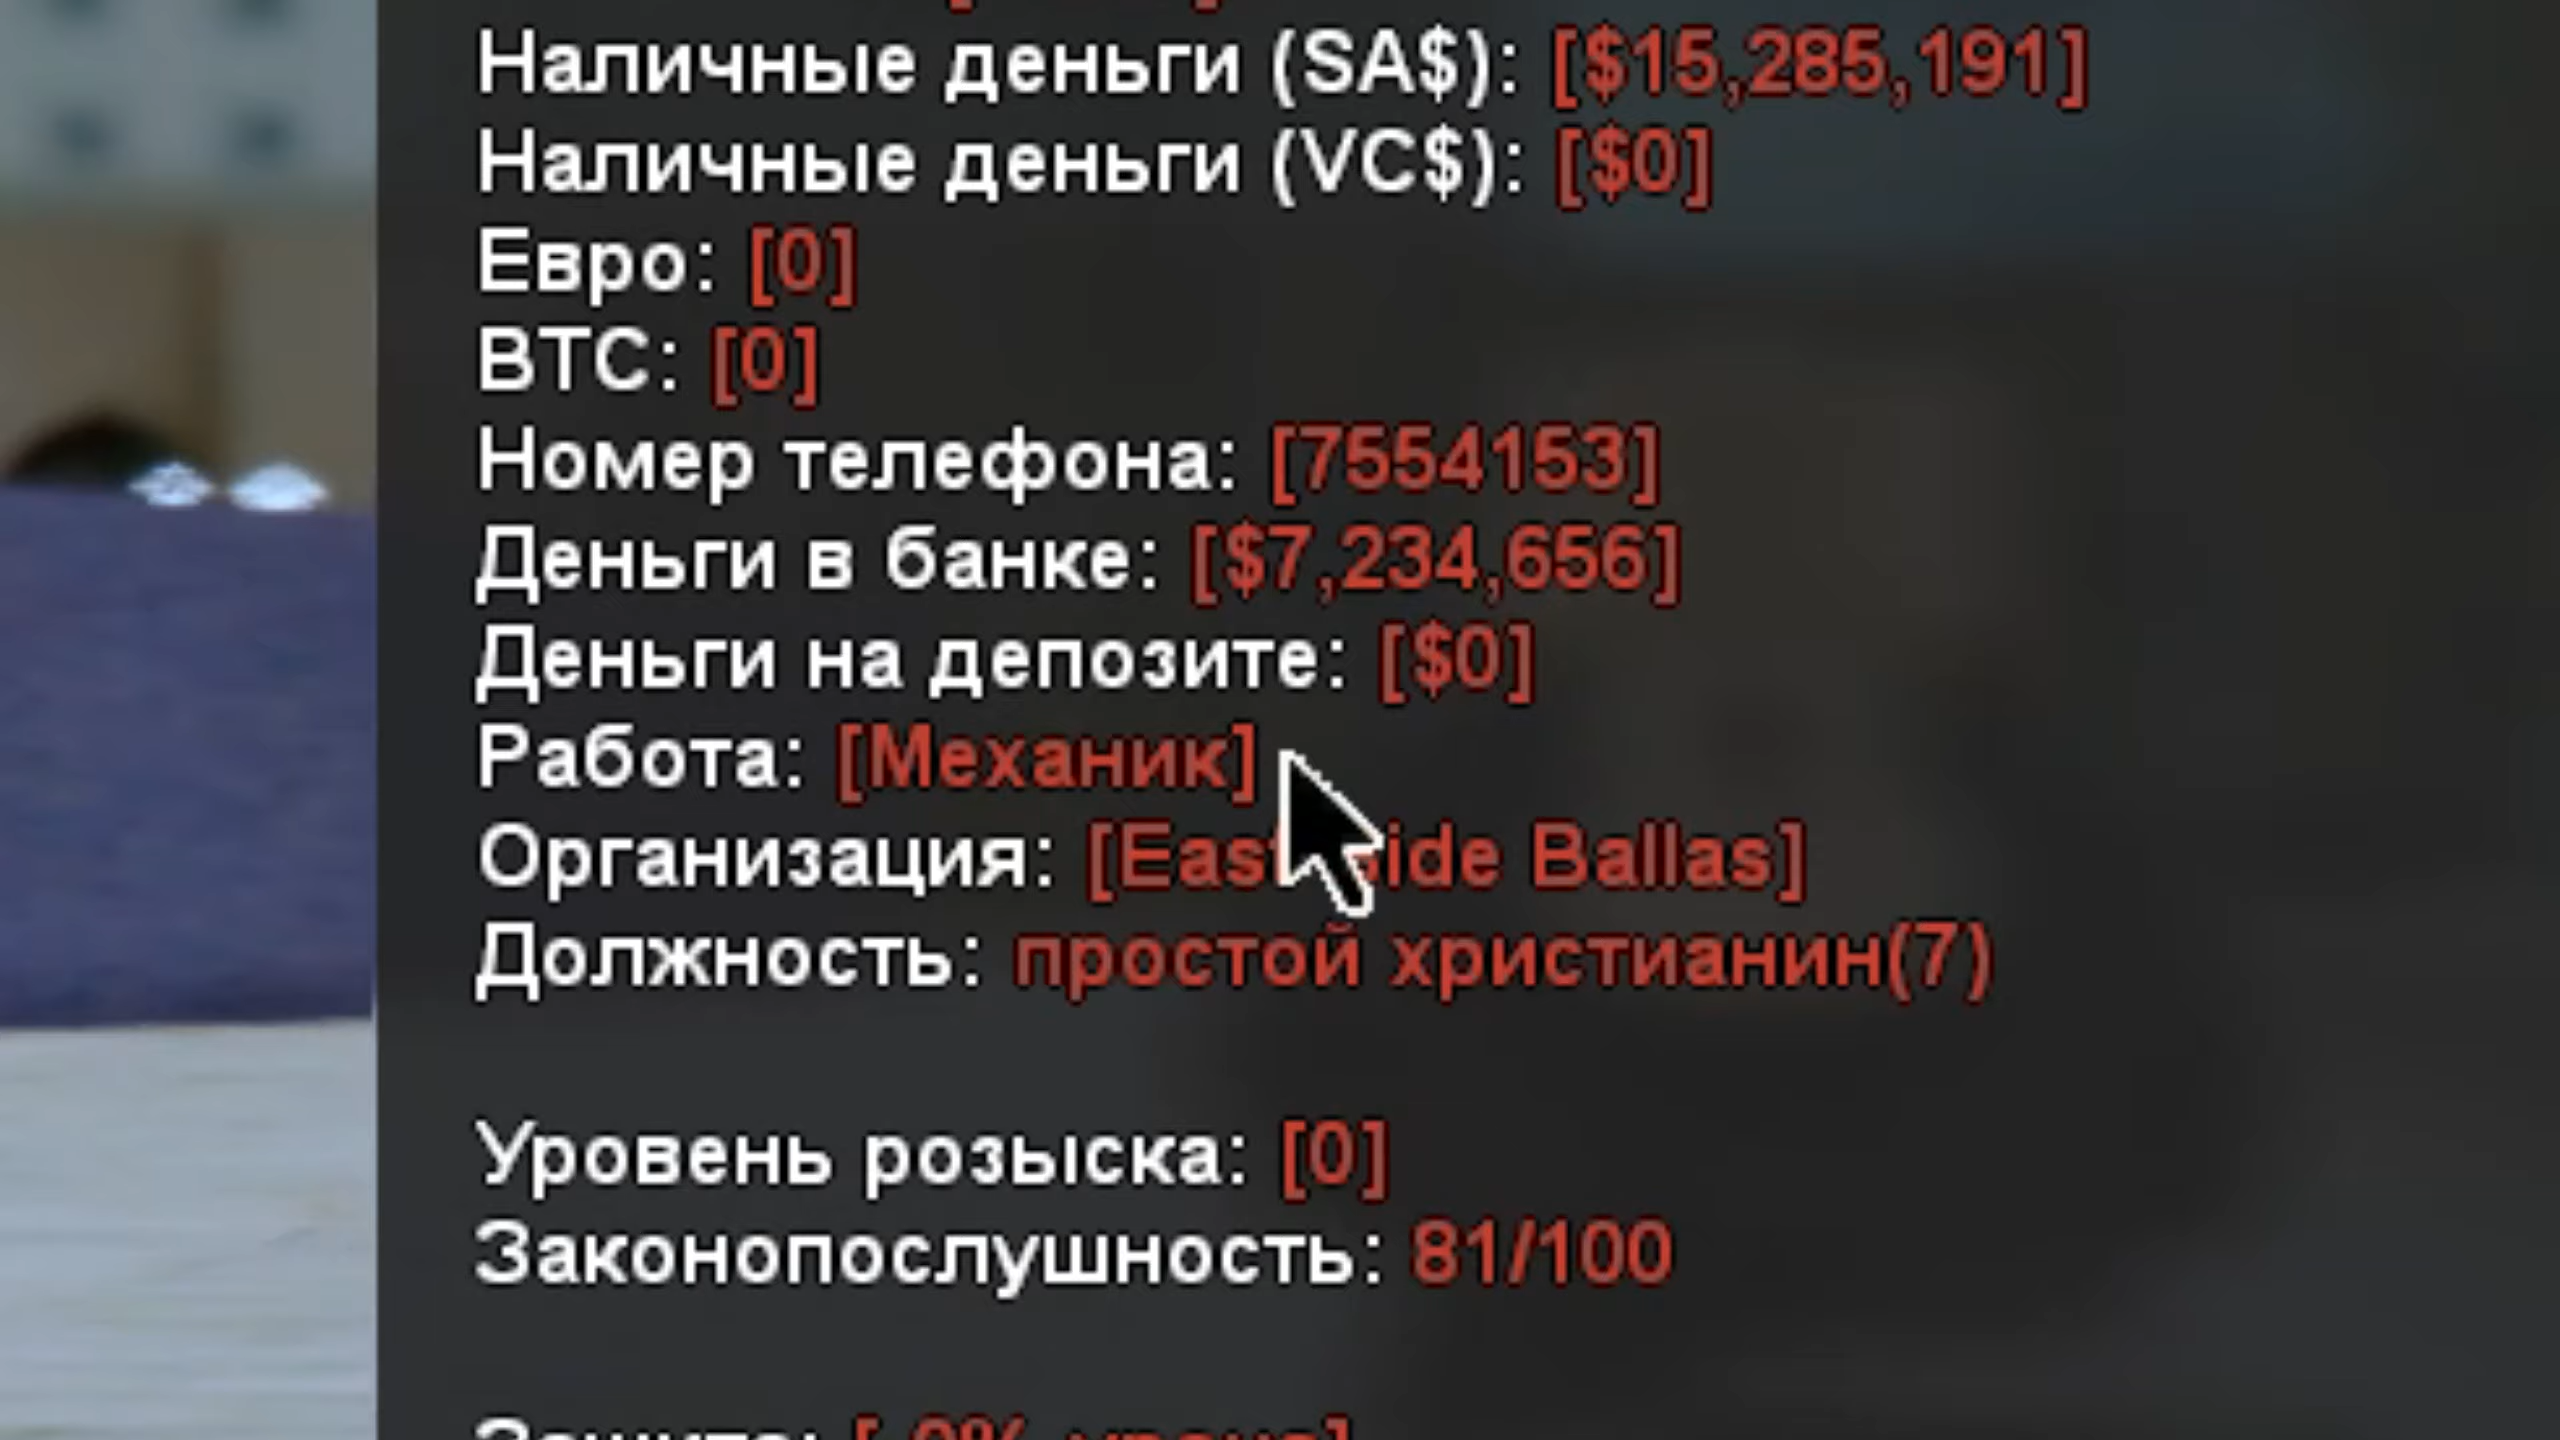 Наличные деньги (SA$): [$15,285,191]
Наличные деньги (VC$): [$0]
Евро: [0]
BTC: [0]
Номер телефона: [7554153]
Деньги в банке: [$7,234,656]
Деньги на депозите: [$0]
Работа: [Механик]
Организация: [East Side Ballas]
Должность: простой христианин(7)
Уровень розыска: [0]
Законопослушность: 81/100